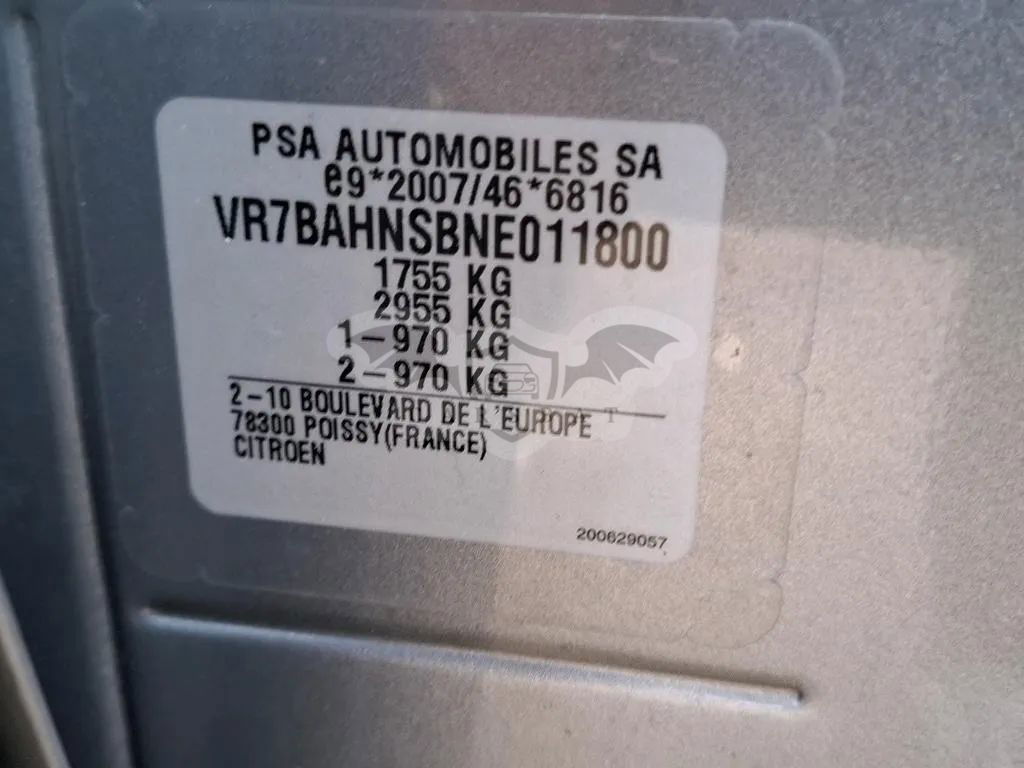 PSA AUTOMOBILES SA
e9*2007/46*6816
VR7BAHNSBNE011800
1755 KG
2955 KG
1-970 KG
2-970 KG
2-10 BOULEVARD DE L'EUROPE T
78300 POISSY(FRANCE)
CITROEN
200629057